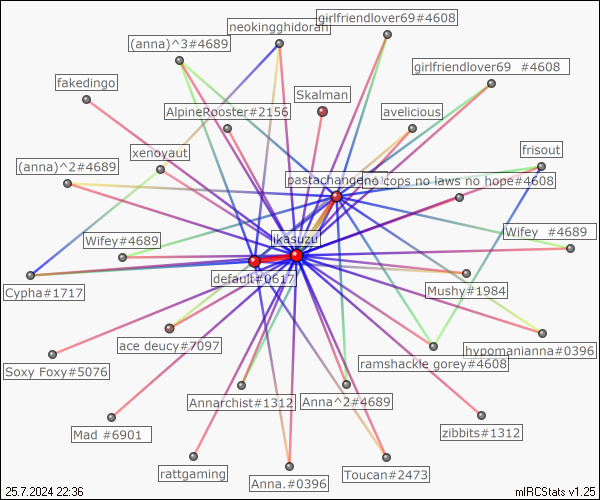 neokingghidorah
girlfriendlover69#4608
(anna)^3#4689
girlfriendlover69 #4608
fakedingo
Skalman
AlpineRooster#2156
avelicious
xenoyaut
frisout
(anna)^2#4689
pastachangeno1
cops no laws no hope#4608
Wifey #4689
Wifey#4689
ikasuzu
default#0617
Cypha#1717
Mushy#1984
ace deucy#7097
hypomanianna#0396
ramshackle gorey#4608
Soxy Foxy#5076
Annarchist#1312
Anna^2#4689
Mad #6901
zibbits#1312
rattgaming
Anna.#0396
Toucan#2473
25.7.2024 22:36
mIRCStats v1.25